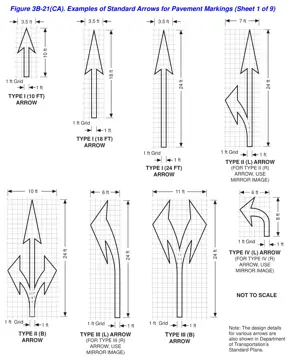 Figure 3B-21(CA). Examples of Standard Arrows for Pavement Markings (Sheet 1 of 9)
3.5 ft
10 ft
1 ft Grid
1 ft
TYPE I (10 FT)
ARROW
3.5 ft
18 ft
1 ft Grid
1 ft
TYPE I (18 FT)
ARROW
3.5 ft
24 ft
1 ft Grid
1 ft
TYPE I (24 FT)
ARROW
7 ft
24 ft
1 ft Grid
1 ft
TYPE II (L) ARROW
(FOR TYPE II (R)
ARROW, USE
MIRROR IMAGE)
10 ft
24 ft
1 ft Grid
1 ft
TYPE II (B)
ARROW
6 ft
24 ft
1 ft Grid
1 ft
TYPE III (L) ARROW
(FOR TYPE III (R)
ARROW, USE
MIRROR IMAGE)
11 ft
24 ft
1 ft Grid
1 ft
TYPE III (B)
ARROW
6 ft
8 ft
1 ft Grid
1 ft
TYPE IV (L) ARROW
(FOR TYPE IV (R)
ARROW, USE
MIRROR IMAGE)
NOT TO SCALE
Note: The design details
for various arrows are
also shown in Department
of Transportation's
Standard Plans.